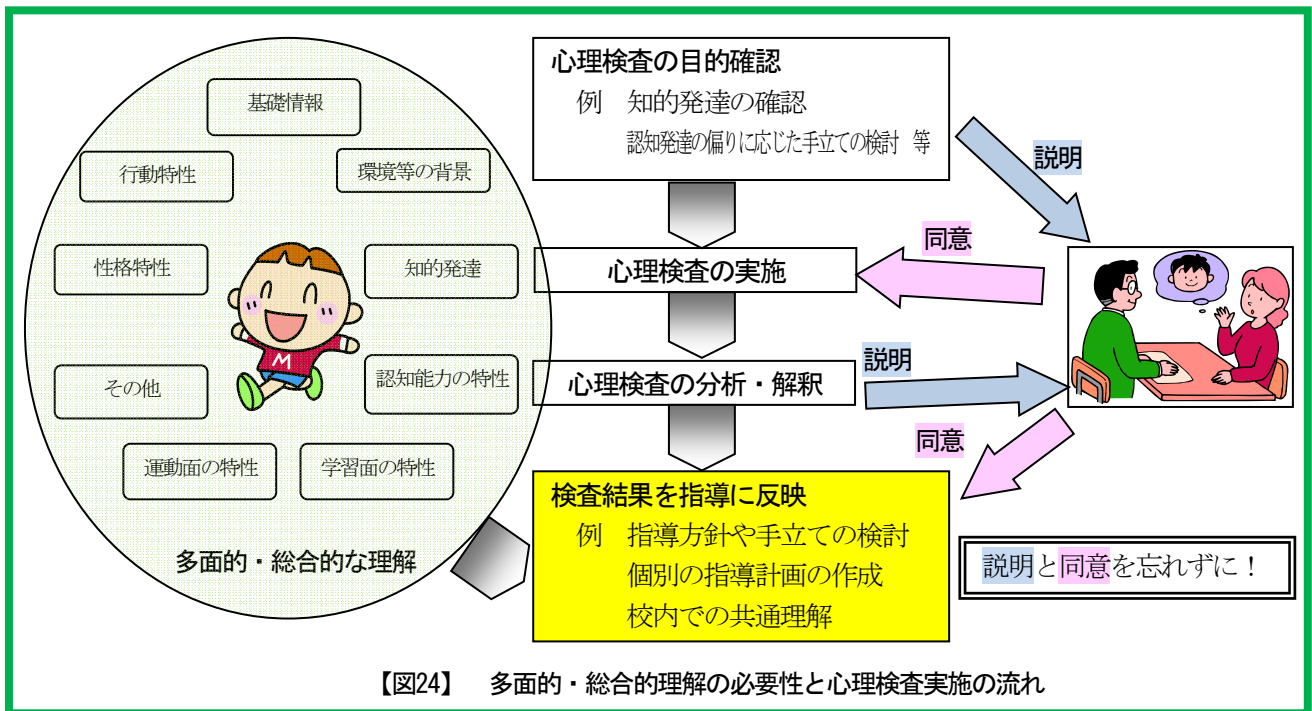 基礎情報
行動特性
環境等の背景
性格特性
知的発達
M
その他
認知能力の特性
運動面の特性
学習面の特性
多面的・総合的な理解
心理検査の目的確認
例 知的発達の確認
認知発達の偏りに応じた手立ての検討 等
説明
同意
心理検査の実施
心理検査の分析・解釈
説明
同意
検査結果を指導に反映
例 指導方針や手立ての検討
個別の指導計画の作成
校内での共通理解
説明と同意を忘れずに！
【図24】 多面的・総合的理解の必要性と心理検査実施の流れ